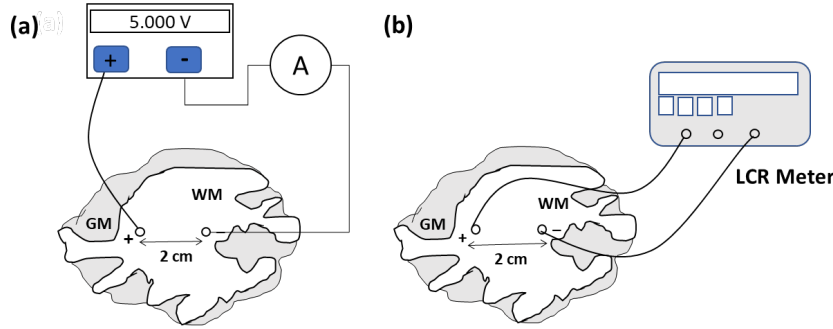 (a)
5.000 V
+
-
A
WM
GM
+
−
2 cm
(b)
LCR Meter
WM
GM
+
−
2 cm